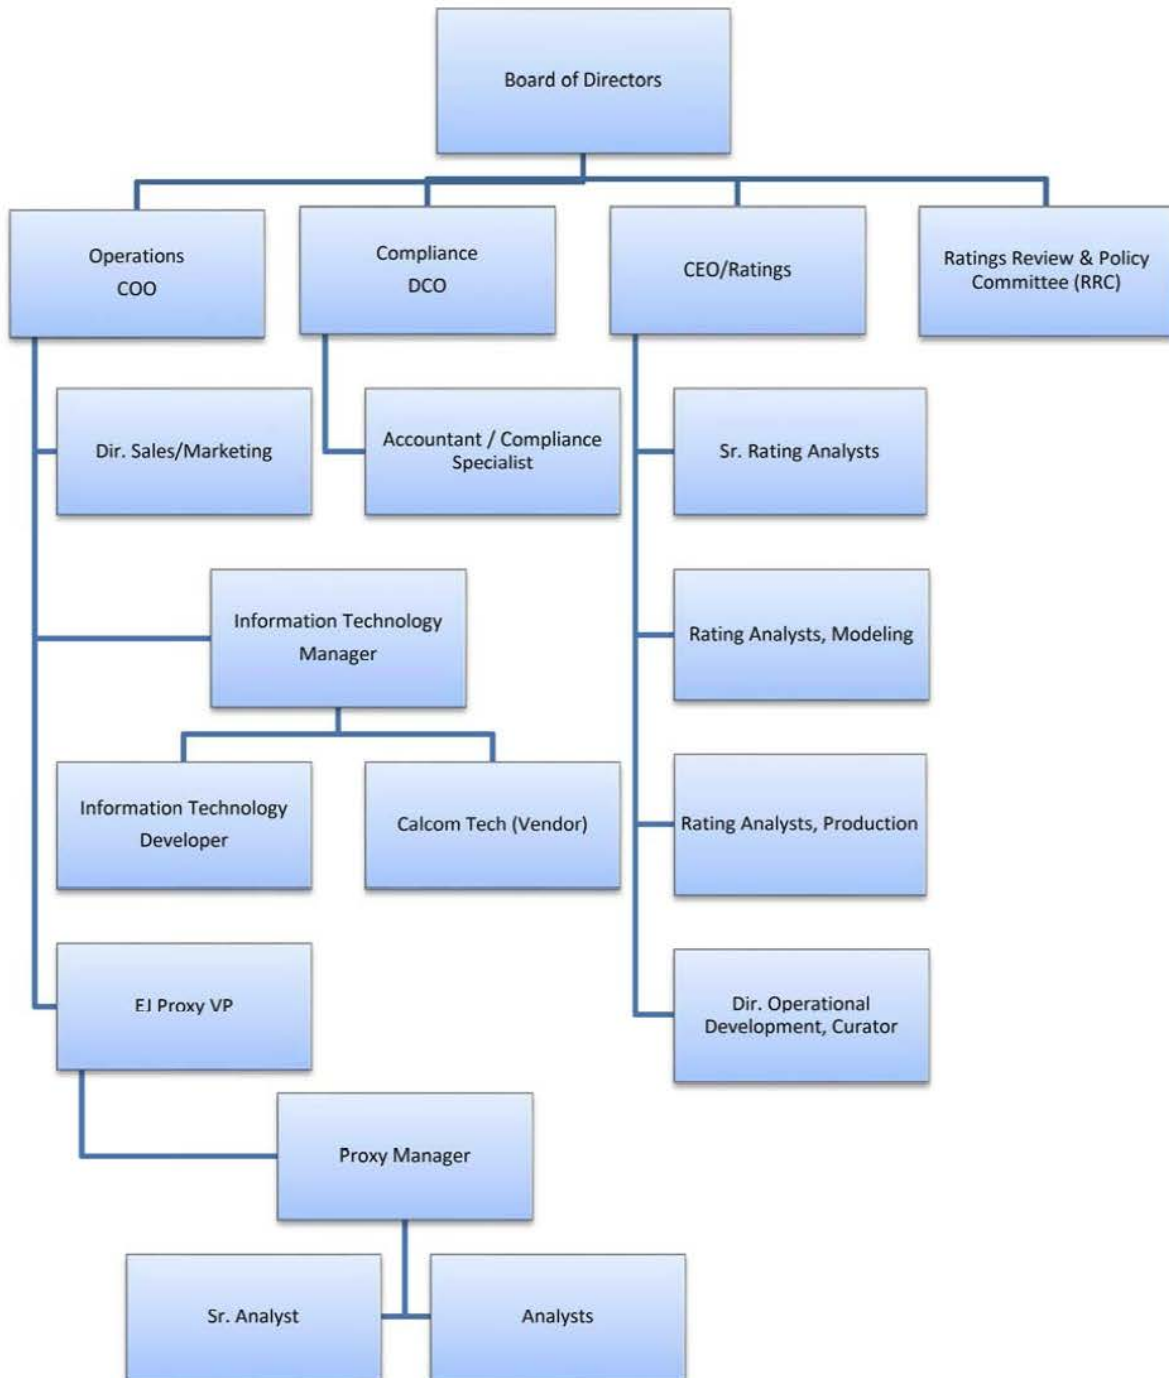 Board of Directors
Operations
COO
Compliance
DCO
CEO/Ratings
Ratings Review & Policy
Committee (RRC)
Dir. Sales/Marketing
Accountant / Compliance
Specialist
Sr. Rating Analysts
Information Technology
Manager
Rating Analysts, Modeling
Information Technology
Developer
Calcom Tech (Vendor)
Rating Analysts, Production
EJ Proxy VP
Dir. Operational
Development, Curator
Proxy Manager
Sr. Analyst
Analysts